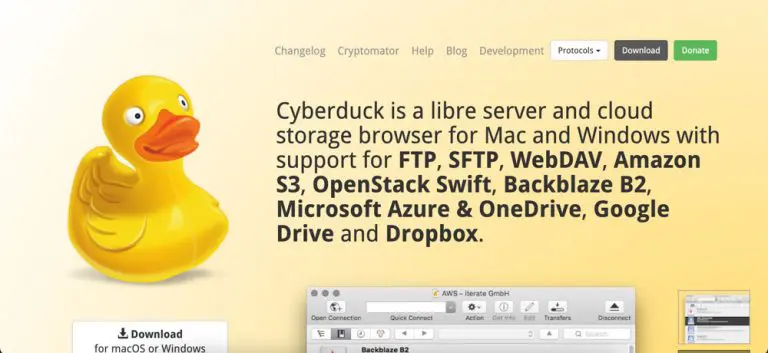 Changelog Cryptomator Help Blog Development Protocols Download Donate
Cyberduck is a libre server and cloud
storage browser for Mac and Windows with
support for FTP, SFTP, WebDAV, Amazon
S3, OpenStack Swift, Backblaze B2,
Microsoft Azure & OneDrive, Google
Drive and Dropbox.
Download
for macOS or Windows
AWS – iterate GmbH
Open Connection Quick Connect Action Get Info Edit Transfers Disconnect
Search
Backblaze B2